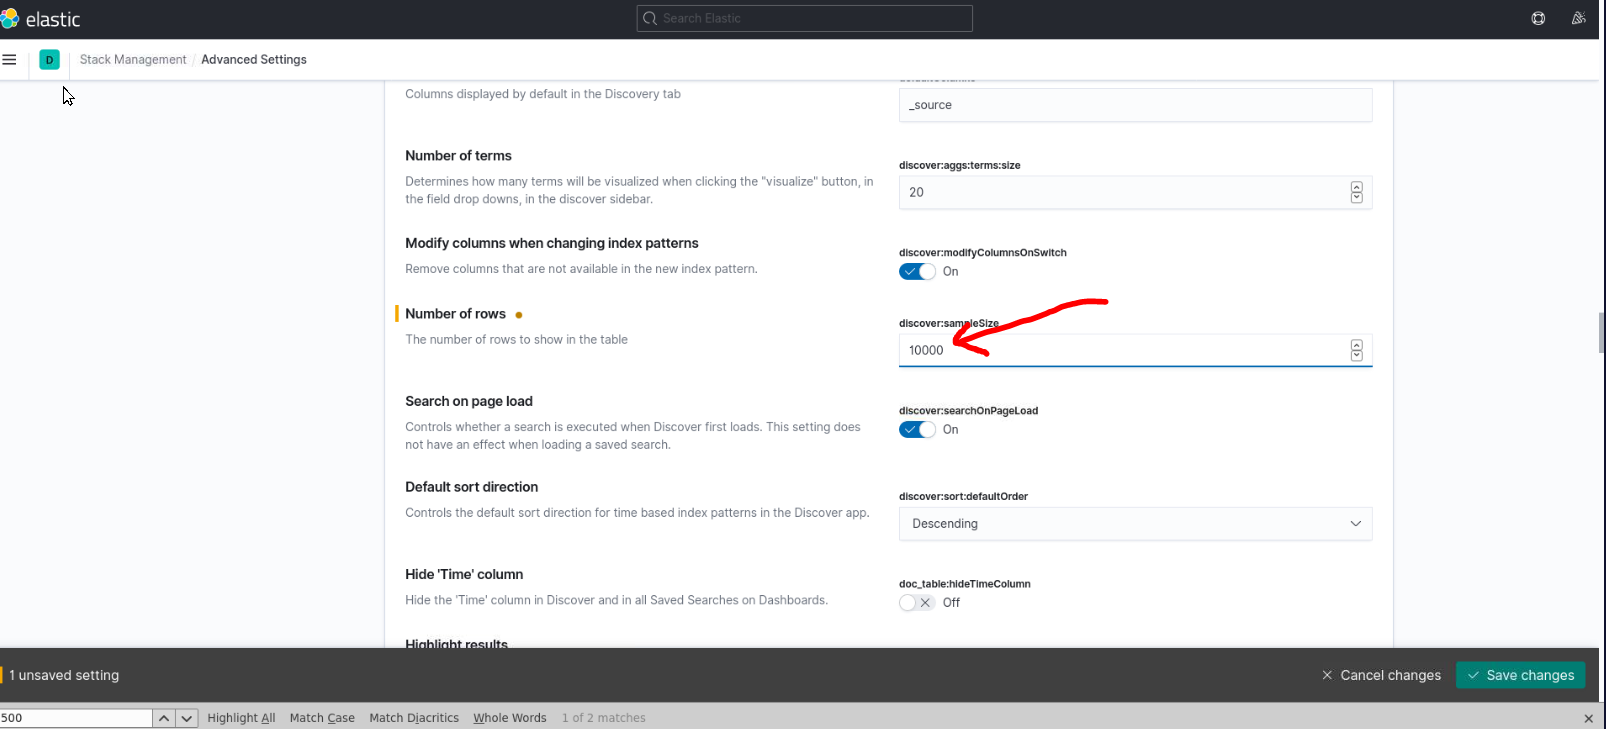 elastic
Search Elastic
D
Stack Management / Advanced Settings
Columns displayed by default in the Discovery tab
_source
Number of terms
Determines how many terms will be visualized when clicking the "visualize" button, in
the field drop downs, in the discover sidebar.
discover:aggs:terms:size
20
Modify columns when changing index patterns
Remove columns that are not available in the new index pattern.
discover:modifyColumnsOnSwitch
On
Number of rows
The number of rows to show in the table
discover:sampleSize
10000
Search on page load
Controls whether a search is executed when Discover first loads. This setting does
not have an effect when loading a saved search.
discover:searchOnPageLoad
On
Default sort direction
Controls the default sort direction for time based index patterns in the Discover app.
discover:sort:defaultOrder
Descending
Hide 'Time' column
Hide the 'Time' column in Discover and in all Saved Searches on Dashboards.
doc_table:hideTimeColumn
Off
Highlight results
1 unsaved setting
Cancel changes
Save changes
500
Highlight All
Match Case
Match Diacritics
Whole Words
1 of 2 matches